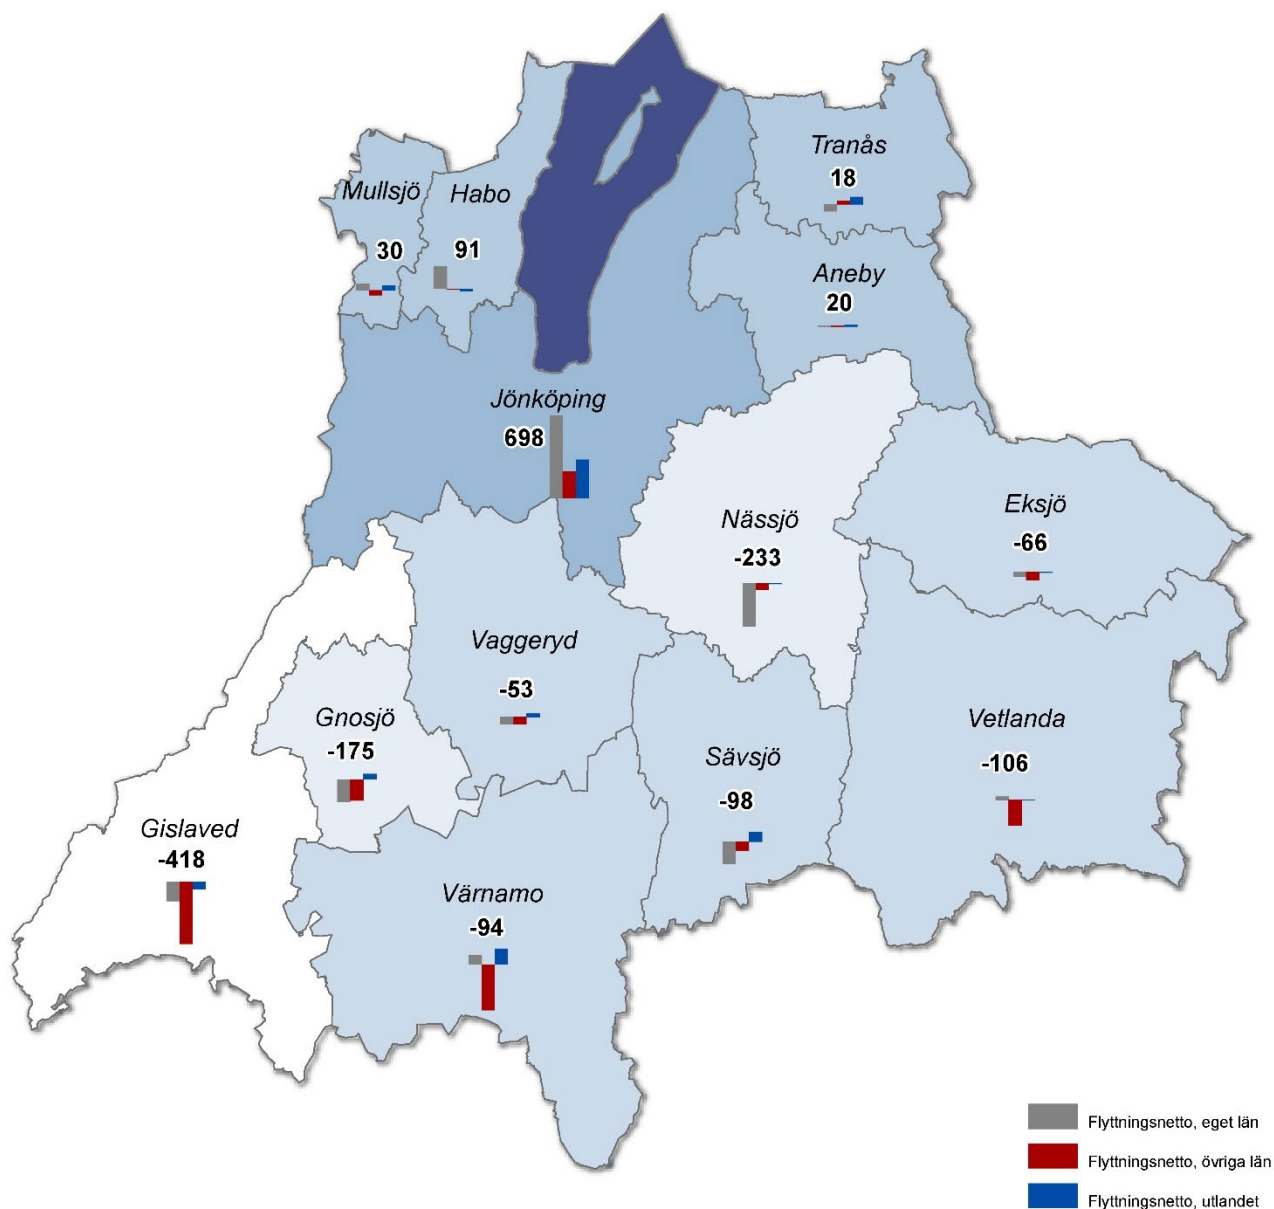 Tranås
18
Mullsjö
30
Habo
91
Aneby
20
Jönköping
698
Nässjö
-233
Eksjö
-66
Vaggeryd
-53
Gnosjö
-175
Sävsjö
-98
Vetlanda
-106
Gislaved
-418
Värnamo
-94
Flyttningsnetto, eget län
Flyttningsnetto, övriga län
Flyttningsnetto, utlandet